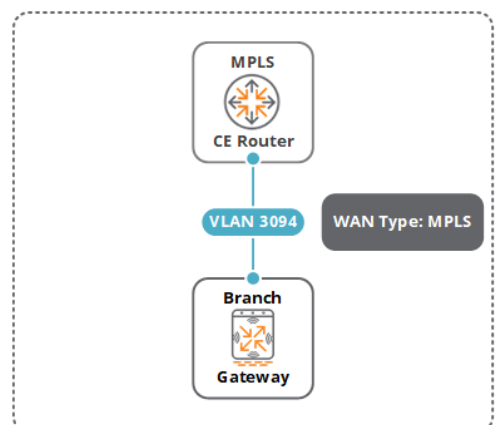 MPLS
CE Router
VLAN 3094
WAN Type: MPLS
Branch
Gateway